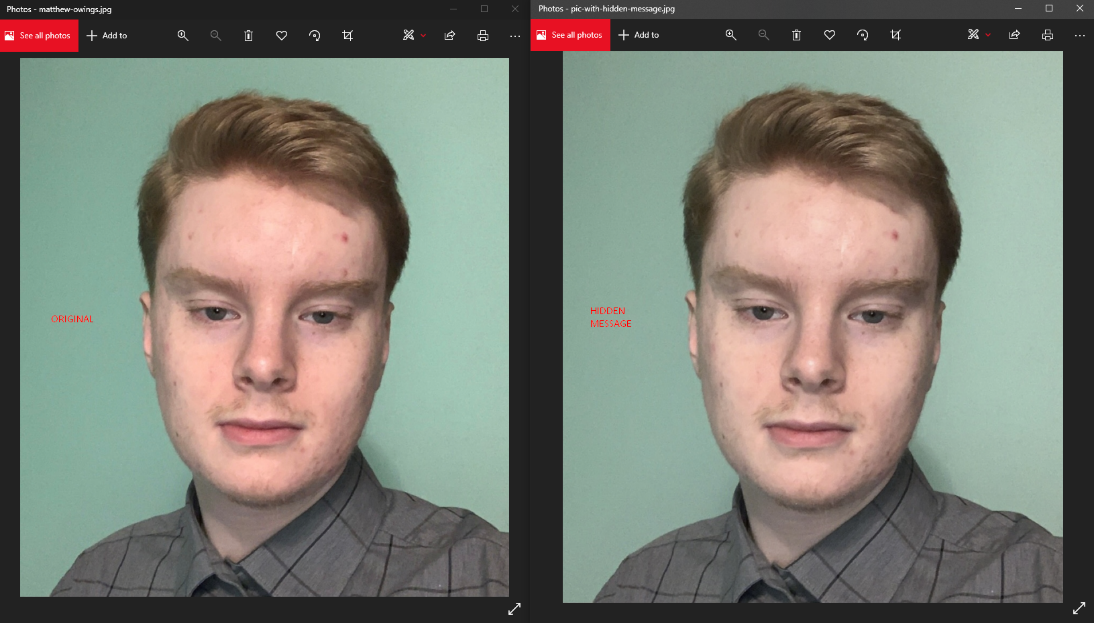 Photos - matthew-owings.jpg
See all photos
Add to
ORIGINAL
Photos - pic-with-hidden-message.jpg
See all photos
Add to
HIDDEN
MESSAGE